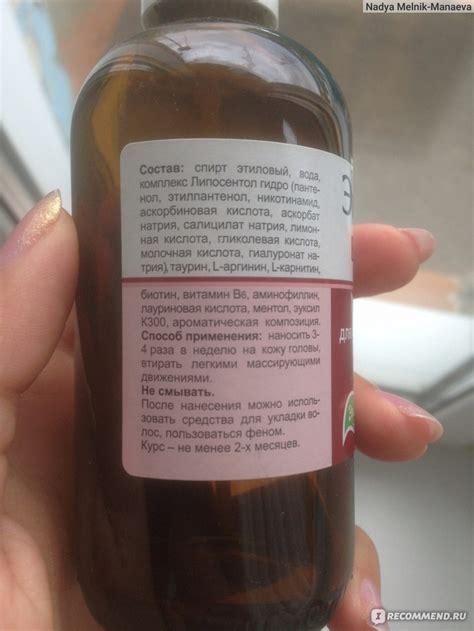 Nadya Melnik-Manaeva
Состав: спирт этиловый, вода,
комплекс Липосентол гидро (панте-
нол, этилпантенол, никотинамид,
аскорбиновая кислота, аскорбат
натрия, салицилат натрия, лимон-
ная кислота, гликолевая кислота,
молочная кислота, гиалуронат нат-
рия), таурин, L-аргинин, L-карнитин,
биотин, витамин В6, аминофиллин,
лауриновая кислота, ментол, эуксил
К300, ароматическая композиция.
Способ применения: наносить 3-
4 раза в неделю на кожу головы,
втирать легкими массирующими
движениями.
Не смывать.
После нанесения можно исполь-
зовать средства для укладки во-
лос, пользоваться феном.
Курс – не менее 2-х месяцев.
IRECOMMEND.RU